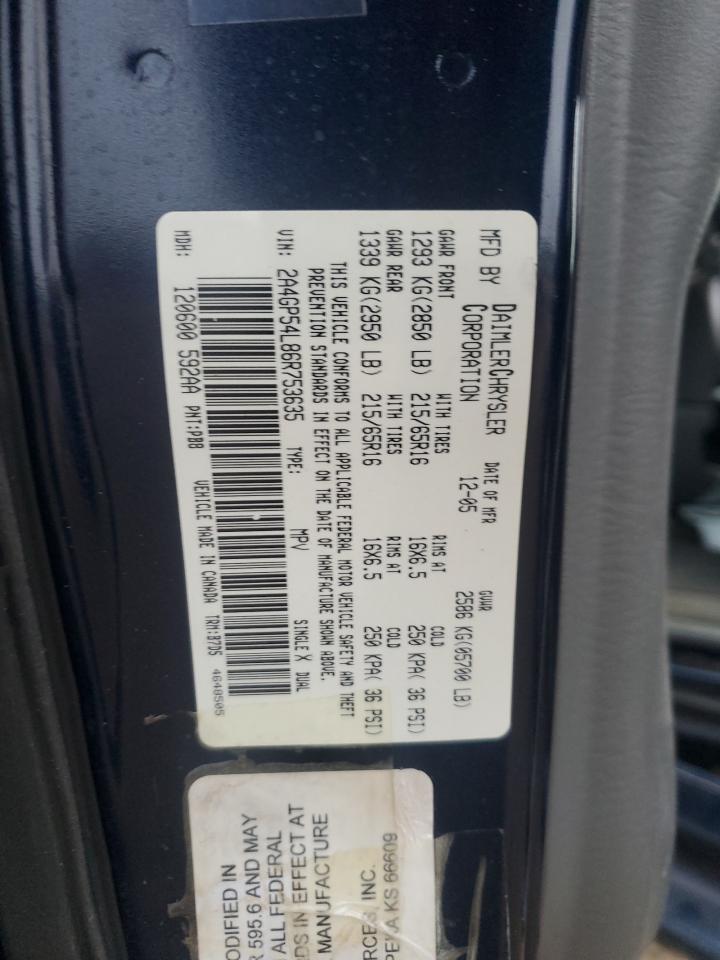 MFD BY DAIMLERCHRYSLER CORPORATION
DATE OF MFR 12-05
GVWR 2586 KG(05700 LB)
GAWR FRONT WITH TIRES RIMS AT COLD
1293 KG(2850 LB) 215/65R16 16X6.5 250 KPA( 36 PSI)
GAWR REAR WITH TIRES RIMS AT COLD
1339 KG(2950 LB) 215/65R16 16X6.5 250 KPA( 36 PSI)
THIS VEHICLE CONFORMS TO ALL APPLICABLE FEDERAL MOTOR VEHICLE SAFETY AND THEFT
PREVENTION STANDARDS IN EFFECT ON THE DATE OF MANUFACTURE SHOWN ABOVE.
VIN: 2A4GP54L86R753635 TYPE: MPV SINGLE X DUAL
MDH: 120600 592AA PNT:PBB VEHICLE MADE IN CANADA TRM:B7D5 4648505
ODIFIED IN
R 595.6 AND MAY
ALL FEDERAL
RDS IN EFFECT AT
MANUFACTURE
RCES, INC.
PEKA KS 66609